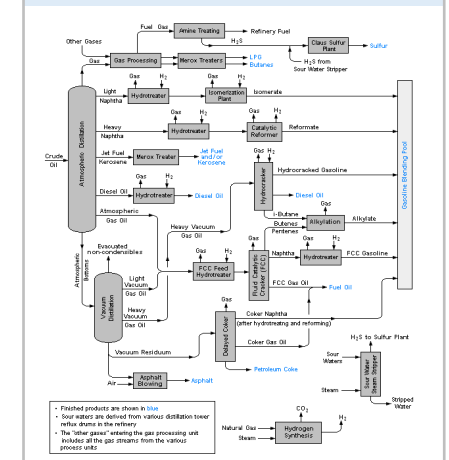 Fuel Gas
Amine Treating
Refinery Fuel
Other Gases
H2S
Claus Sulfur
Plant
Sulfur
Gas
Gas Processing
Merox Treaters
LPG
Butanes
H2S from
Sour Water Stripper
Gas
H2
Gas
H2
Light
Naphtha
Hydrotreater
Isomerization
Plant
Isomerate
Gas
H2
Gas
H2
Heavy
Naphtha
Hydrotreater
Catalytic
Reformer
Reformate
Atmospheric Distillation
Gasoline Blending Pool
Crude
Oil
Jet Fuel
Kerosene
Merox Treater
Jet Fuel
and/or
Kerosene
Gas
H2
Hydrocracker
Hydrocracked Gasoline
Gas
H2
Diesel Oil
Hydrotreater
Diesel Oil
Diesel Oil
Atmospheric
Gas Oil
i-Butane
Butenes
Pentenes
Gas
Alkylation
Alkylate
Heavy Vacuum
Gas Oil
Evacuated
non-condensibles
Atmospheric
Bottoms
Gas
H2
FCC Feed
Hydrotreater
Fluid Catalytic
Cracker (FCC)
Gas
H2
Naphtha
Hydrotreater
FCC Gasoline
Vacuum
Distillation
Light
Vacuum
Gas Oil
FCC Gas Oil
Fuel Oil
Heavy
Vacuum
Gas Oil
Gas
Delayed Coker
Coker Naphtha
(after hydrotreating and reforming)
Coker Gas Oil
Vacuum Residuum
Petroleum Coke
Air
Asphalt
Blowing
Asphalt
H2S to Sulfur Plant
Sour
Waters
Steam
Sour Water
Steam Stripper
Stripped
Water
CO2
H2
Natural Gas
Steam
Hydrogen
Synthesis
• Finished products are shown in blue
• Sour waters are derived from various distillation tower
reflux drums in the refinery
• The "other gases" entering the gas processing unit
includes all the gas streams from the various
process units